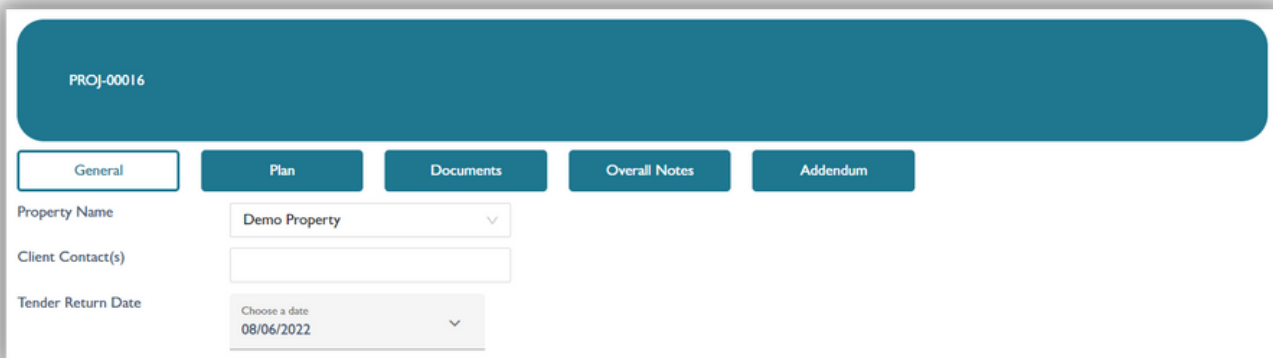 PROJ-00016
General Plan Documents Overall Notes Addendum
Property Name Demo Property
Client Contact(s)
Tender Return Date Choose a date
08/06/2022